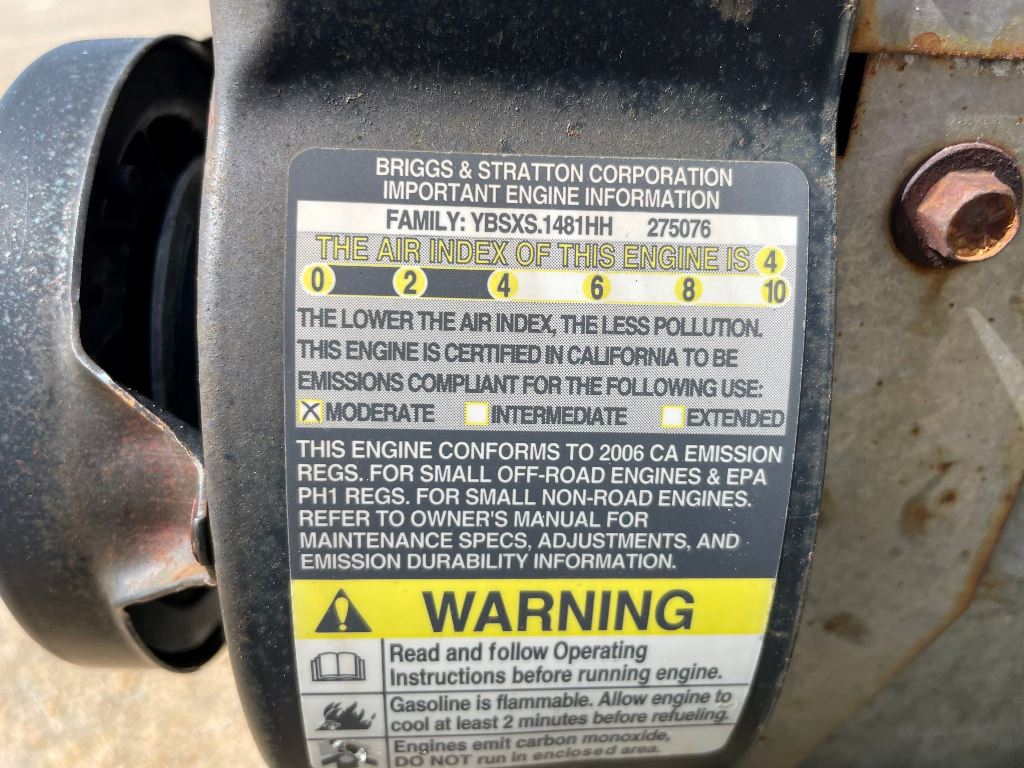 BRIGGS & STRATTON CORPORATION
IMPORTANT ENGINE INFORMATION
FAMILY: YBSXS.1481HH 275076
THE AIR INDEX OF THIS ENGINE IS 4
0 2 4 6 8 10
THE LOWER THE AIR INDEX, THE LESS POLLUTION.
THIS ENGINE IS CERTIFIED IN CALIFORNIA TO BE
EMISSIONS COMPLIANT FOR THE FOLLOWING USE:
MODERATE INTERMEDIATE EXTENDED
THIS ENGINE CONFORMS TO 2006 CA EMISSION
REGS. FOR SMALL OFF-ROAD ENGINES & EPA
PH1 REGS. FOR SMALL NON-ROAD ENGINES.
REFER TO OWNER'S MANUAL FOR
MAINTENANCE SPECS, ADJUSTMENTS, AND
EMISSION DURABILITY INFORMATION.
WARNING
Read and follow Operating
Instructions before running engine.
Gasoline is flammable. Allow engine to
cool at least 2 minutes before refueling.
Engines emit carbon monoxide,
DO NOT run in enclosed area.